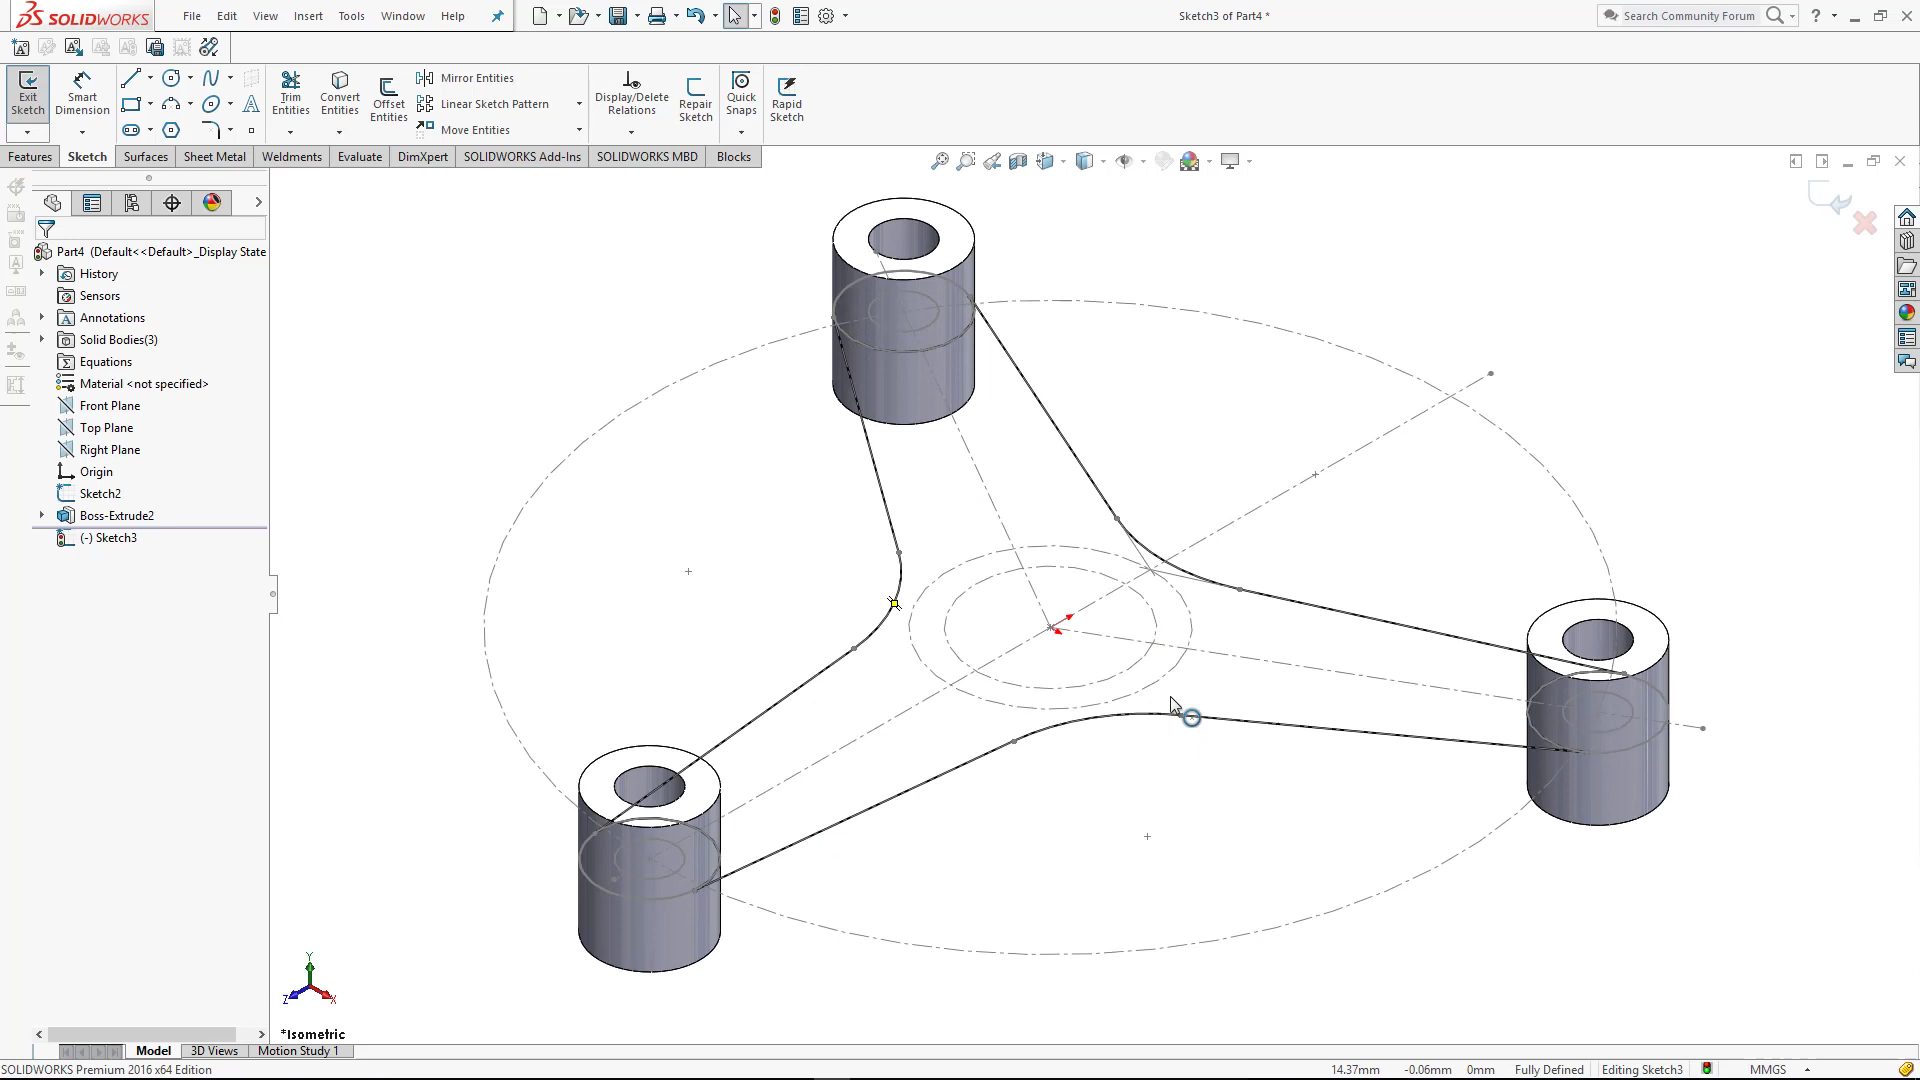 SOLIDWORKS
File Edit View Insert Tools Window Help
Sketch3 of Part4 *
Search Community Forum
Exit Sketch
Smart Dimension
Trim Entities
Convert Entities
Offset Entities
Mirror Entities
Linear Sketch Pattern
Move Entities
Display/Delete Relations
Repair Sketch
Quick Snaps
Rapid Sketch
Features Sketch Surfaces Sheet Metal Weldments Evaluate DimXpert SOLIDWORKS Add-Ins SOLIDWORKS MBD Blocks
Part4 (Default<<Default>_Display State
History
Sensors
Annotations
Solid Bodies(3)
Equations
Material <not specified>
Front Plane
Top Plane
Right Plane
Origin
Sketch2
Boss-Extrude2
(-) Sketch3
Y
Z
X
*Isometric
Model 3D Views Motion Study 1
SOLIDWORKS Premium 2016 x64 Edition
14.37mm -0.06mm 0mm Fully Defined Editing Sketch3 MMGS